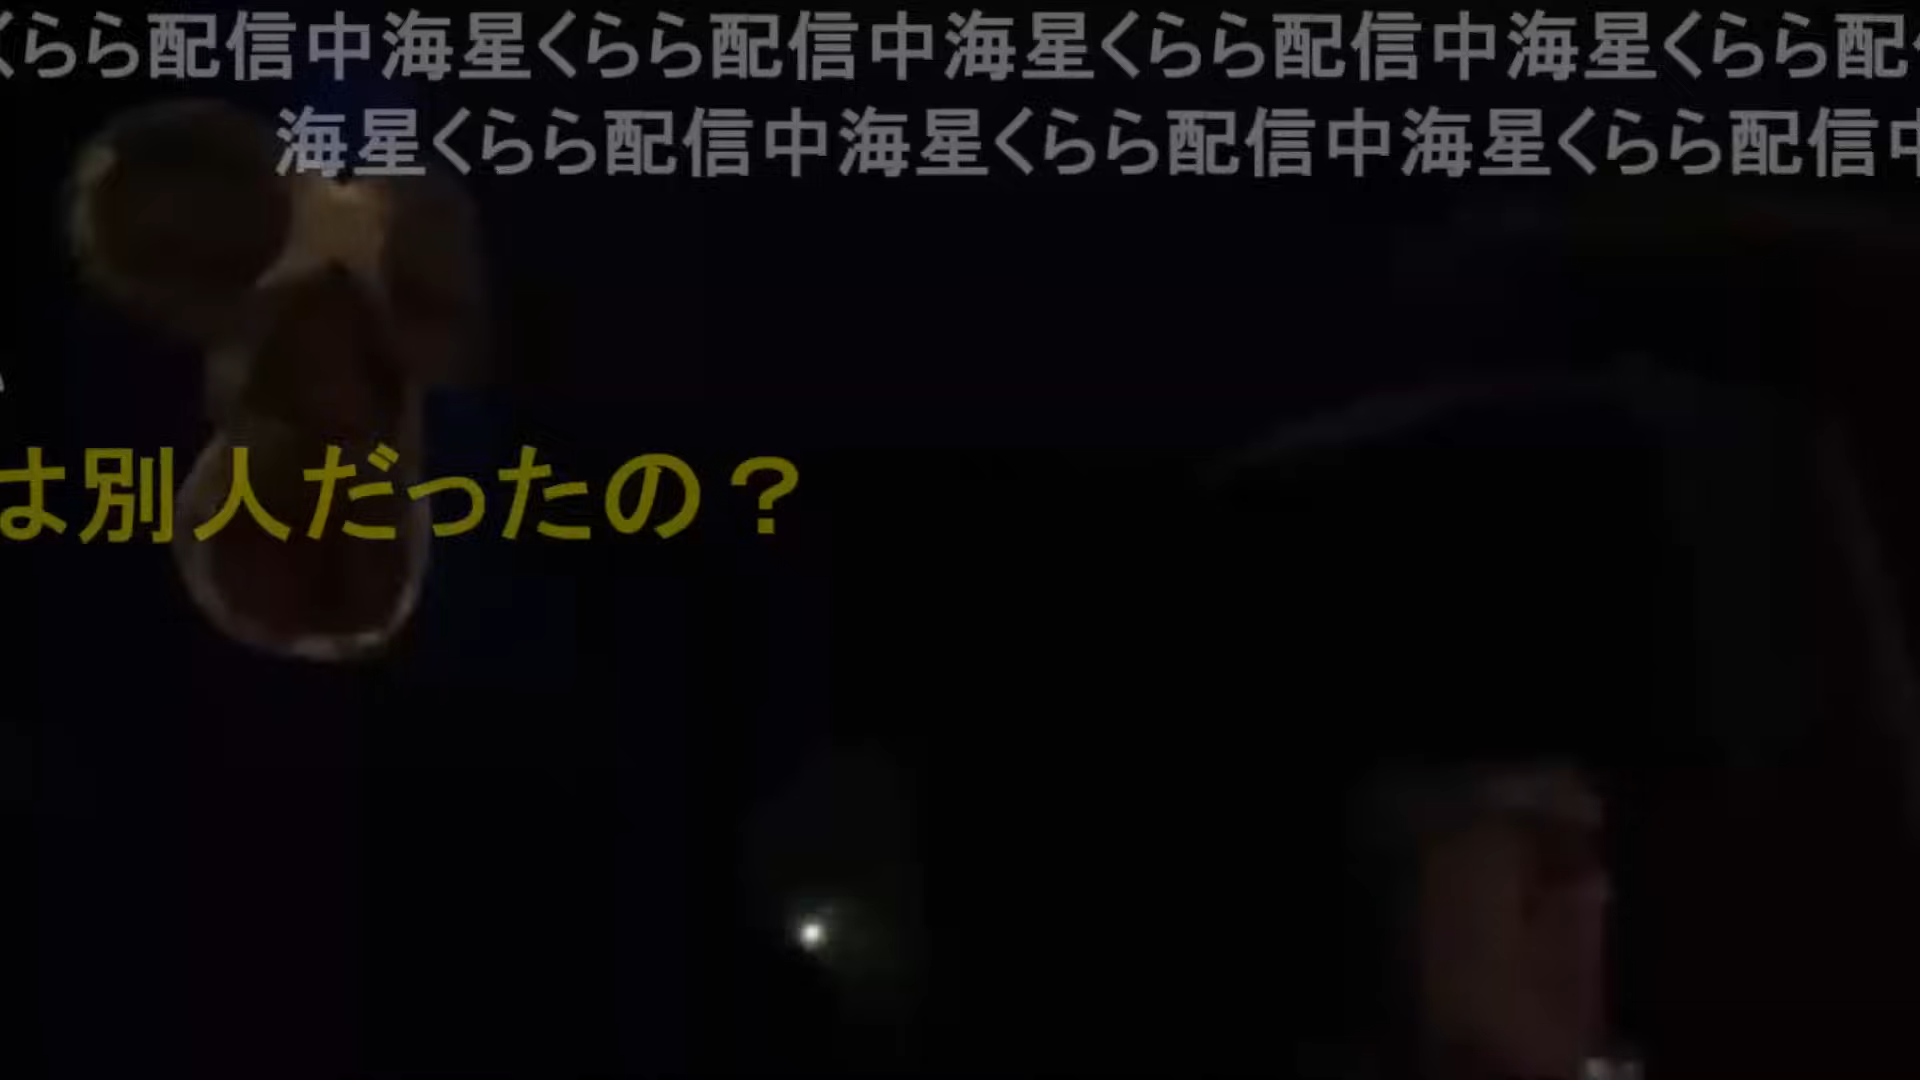 くらら配信中海星くらら配信中海星くらら配信中海星くらら配
海星くらら配信中海星くらら配信中海星くらら配信中
は別人だったの？